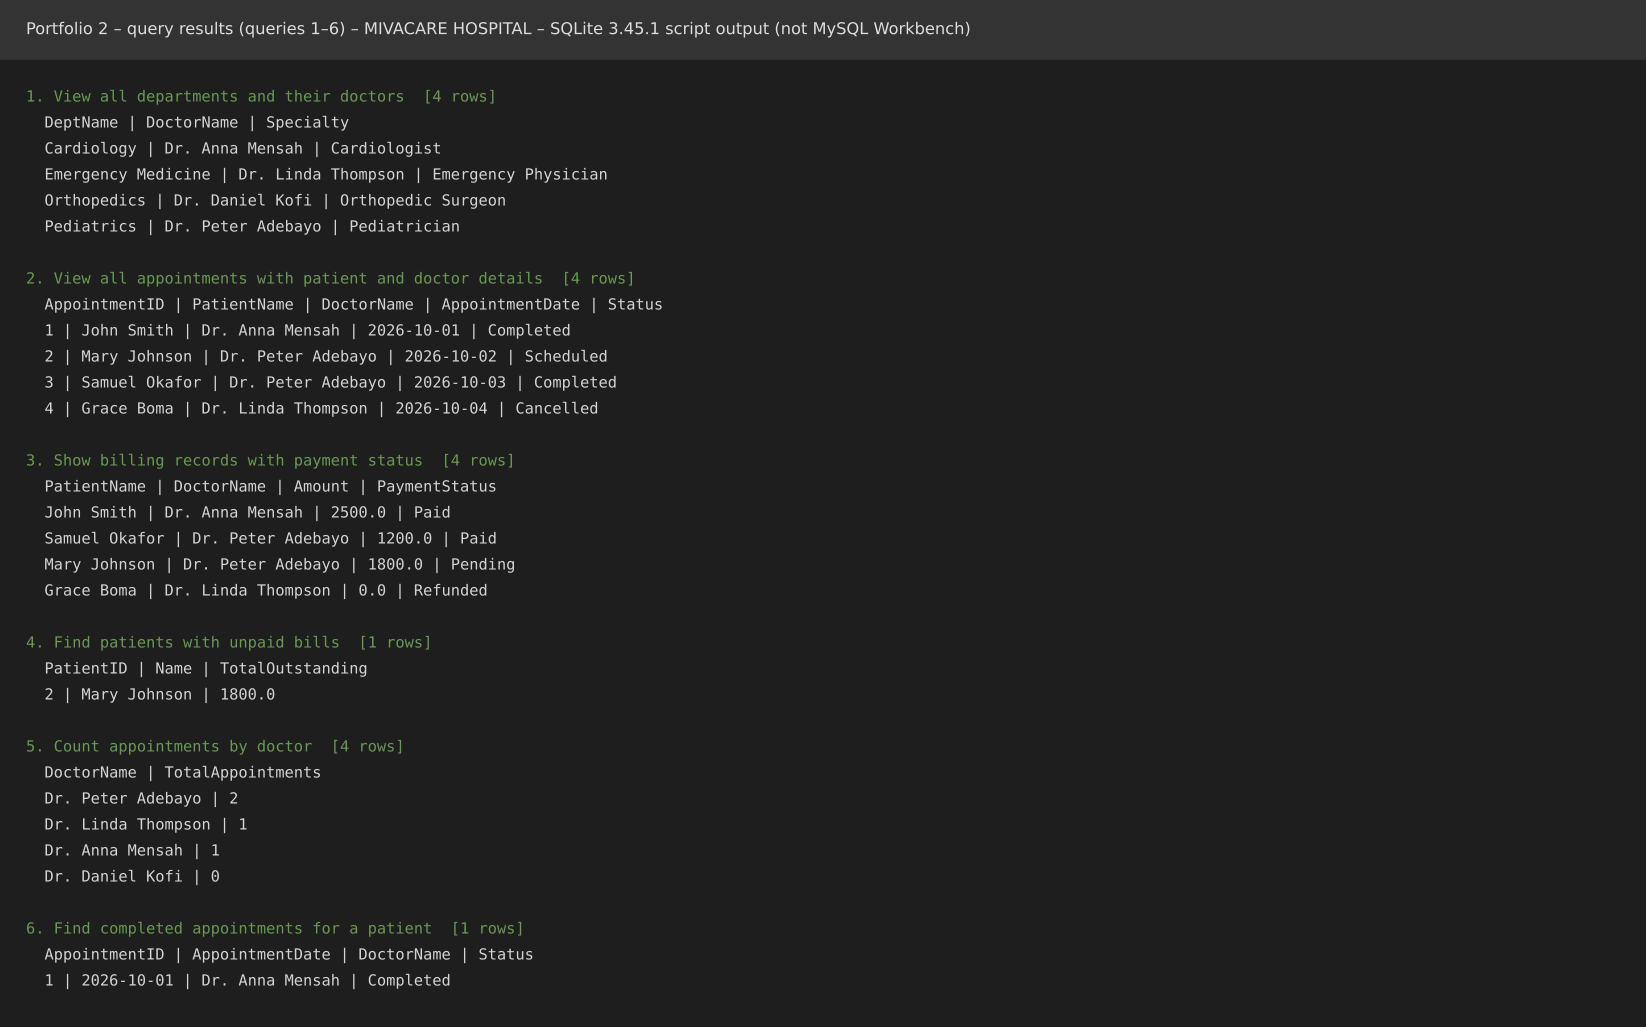 Portfolio 2 – query results (queries 1–6) – MIVACARE HOSPITAL – SQLite 3.45.1 script output (not MySQL Workbench)
1. View all departments and their doctors  [4 rows]
DeptName | DoctorName | Specialty
Cardiology | Dr. Anna Mensah | Cardiologist
Emergency Medicine | Dr. Linda Thompson | Emergency Physician
Orthopedics | Dr. Daniel Kofi | Orthopedic Surgeon
Pediatrics | Dr. Peter Adebayo | Pediatrician
2. View all appointments with patient and doctor details  [4 rows]
AppointmentID | PatientName | DoctorName | AppointmentDate | Status
1 | John Smith | Dr. Anna Mensah | 2026-10-01 | Completed
2 | Mary Johnson | Dr. Peter Adebayo | 2026-10-02 | Scheduled
3 | Samuel Okafor | Dr. Peter Adebayo | 2026-10-03 | Completed
4 | Grace Boma | Dr. Linda Thompson | 2026-10-04 | Cancelled
3. Show billing records with payment status  [4 rows]
PatientName | DoctorName | Amount | PaymentStatus
John Smith | Dr. Anna Mensah | 2500.0 | Paid
Samuel Okafor | Dr. Peter Adebayo | 1200.0 | Paid
Mary Johnson | Dr. Peter Adebayo | 1800.0 | Pending
Grace Boma | Dr. Linda Thompson | 0.0 | Refunded
4. Find patients with unpaid bills  [1 rows]
PatientID | Name | TotalOutstanding
2 | Mary Johnson | 1800.0
5. Count appointments by doctor  [4 rows]
DoctorName | TotalAppointments
Dr. Peter Adebayo | 2
Dr. Linda Thompson | 1
Dr. Anna Mensah | 1
Dr. Daniel Kofi | 0
6. Find completed appointments for a patient  [1 rows]
AppointmentID | AppointmentDate | DoctorName | Status
1 | 2026-10-01 | Dr. Anna Mensah | Completed